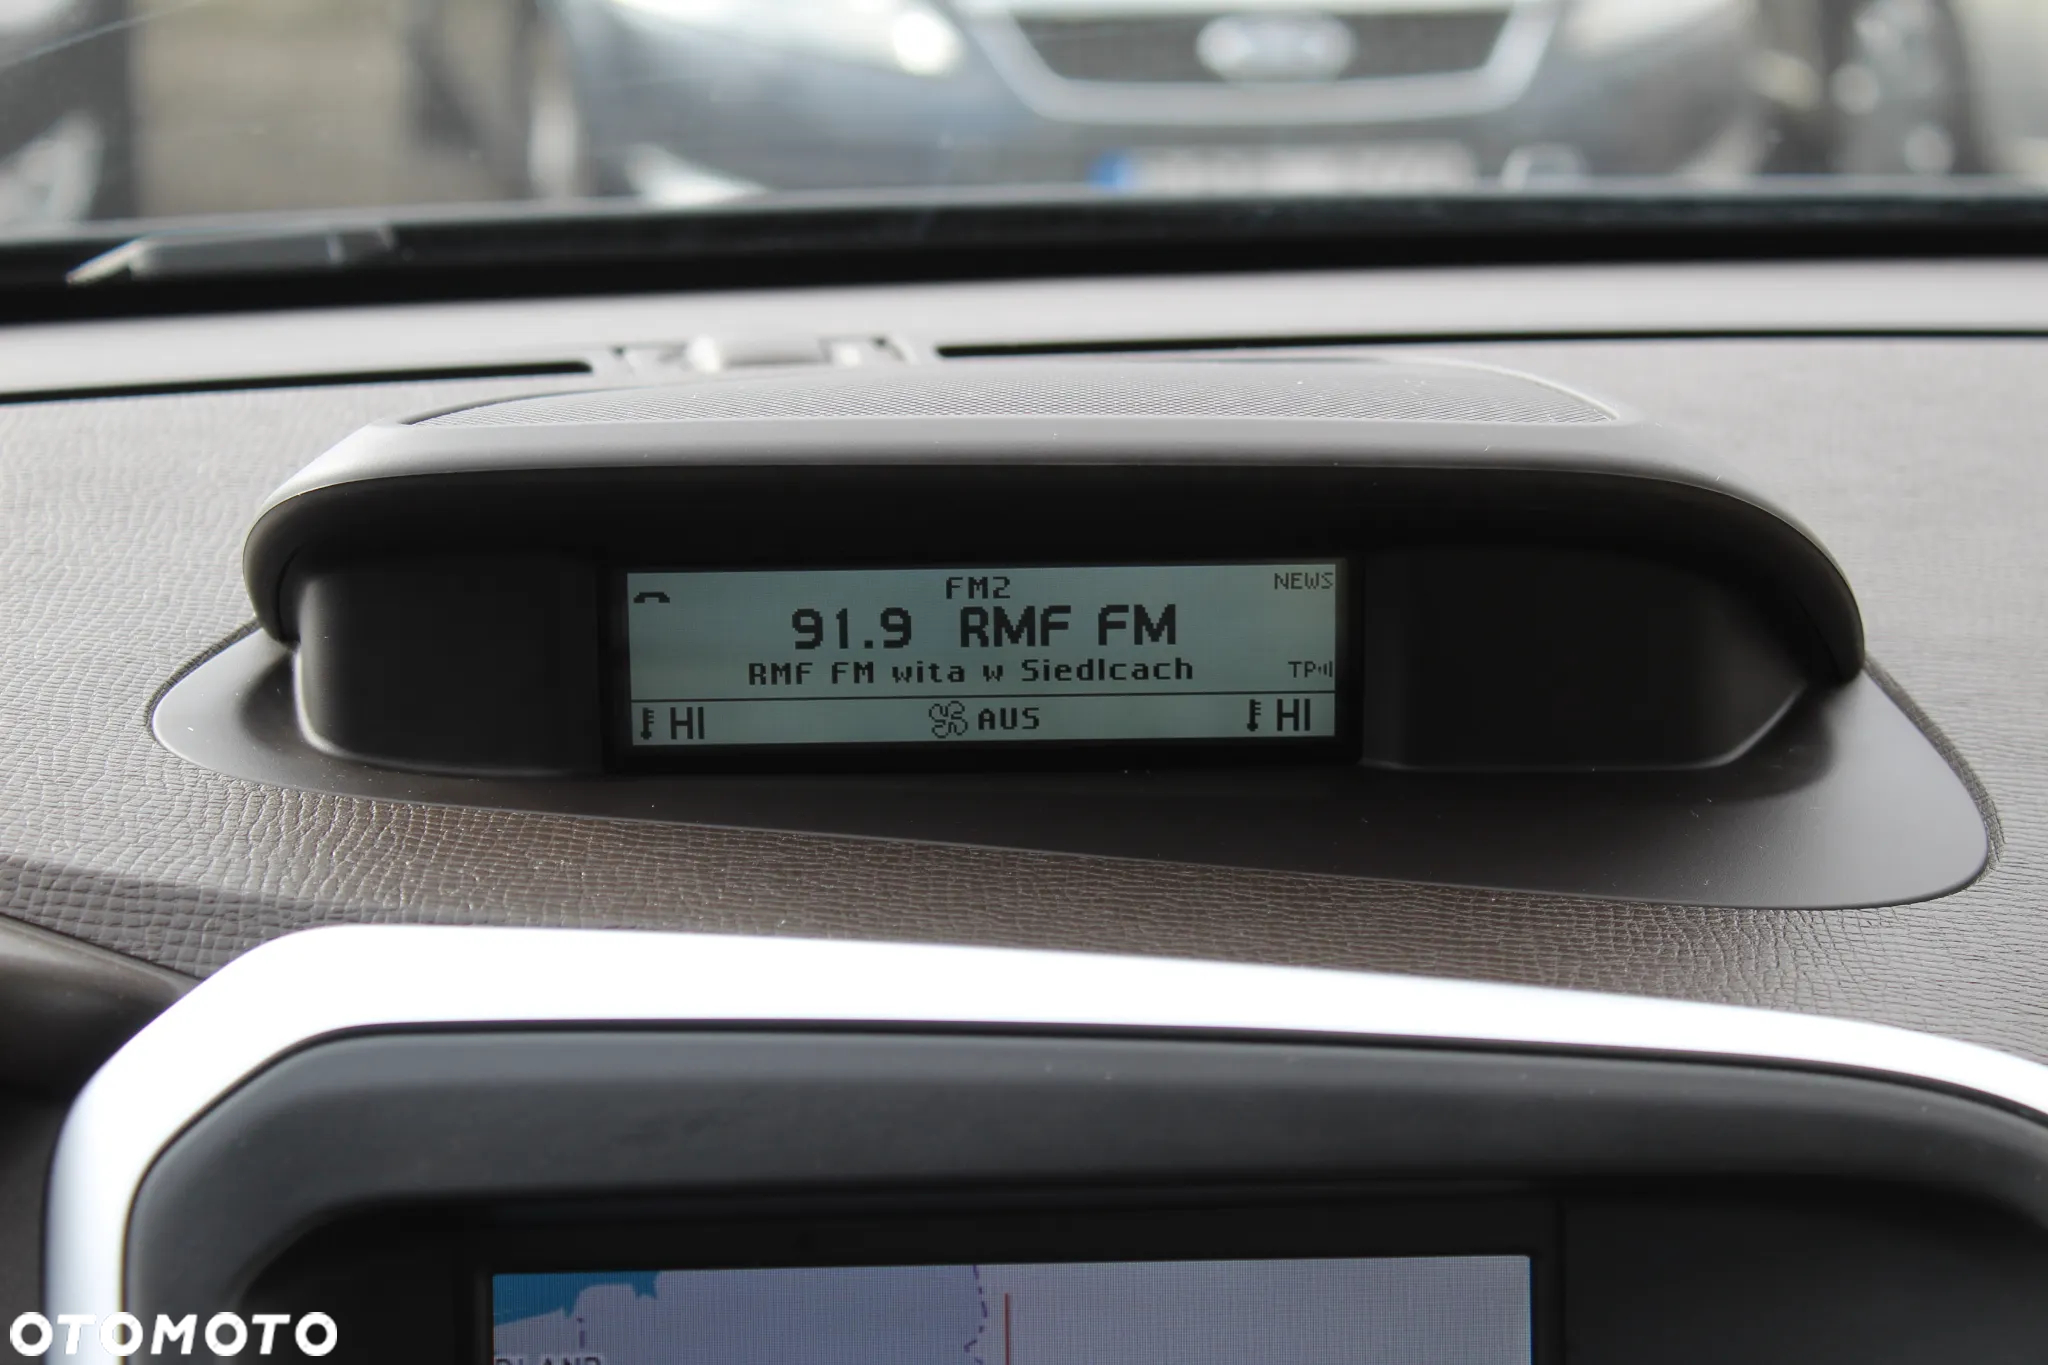 FM2
NEWS
91.9 RMF FM
RMF FM wita w Siedlcach
TP
HI
AUS
HI
OTOMOTO